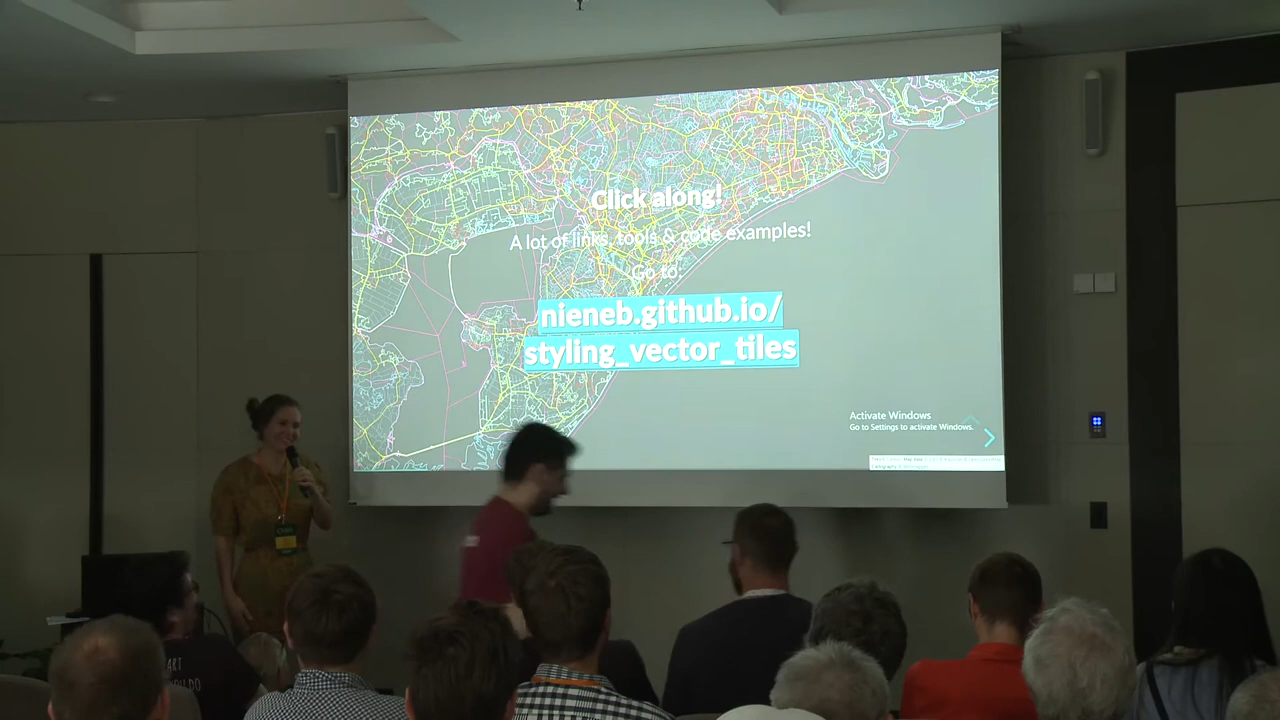 Click along!
A lot of links, tools & code examples!
Go to:
nieneb.github.io/
styling_vector_tiles
Activate Windows
Go to Settings to activate Windows.